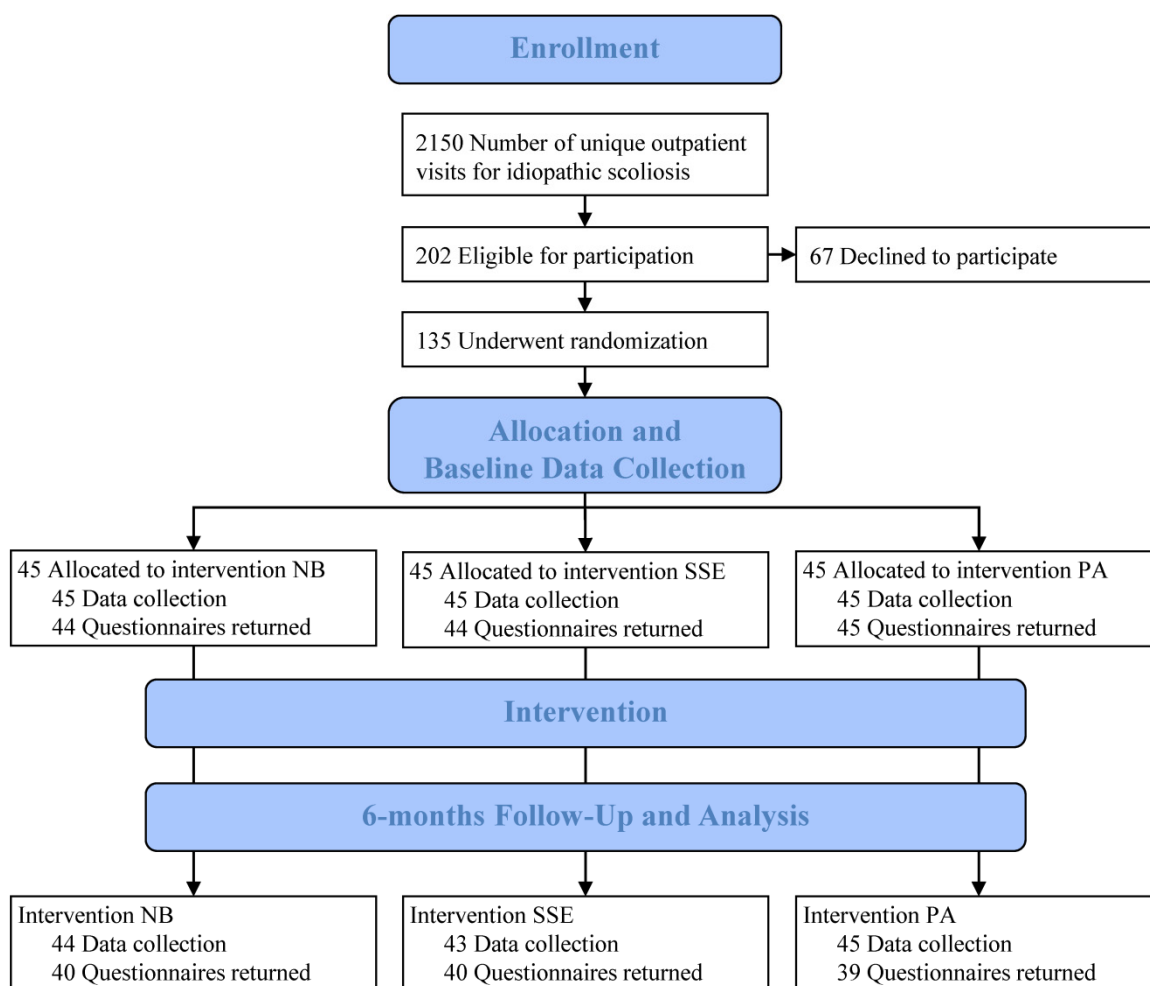 Enrollment
2150 Number of unique outpatient
visits for idiopathic scoliosis
202 Eligible for participation
67 Declined to participate
135 Underwent randomization
Allocation and
Baseline Data Collection
45 Allocated to intervention NB
45 Data collection
44 Questionnaires returned
45 Allocated to intervention SSE
45 Data collection
44 Questionnaires returned
45 Allocated to intervention PA
45 Data collection
45 Questionnaires returned
Intervention
6-months Follow-Up and Analysis
Intervention NB
44 Data collection
40 Questionnaires returned
Intervention SSE
43 Data collection
40 Questionnaires returned
Intervention PA
45 Data collection
39 Questionnaires returned